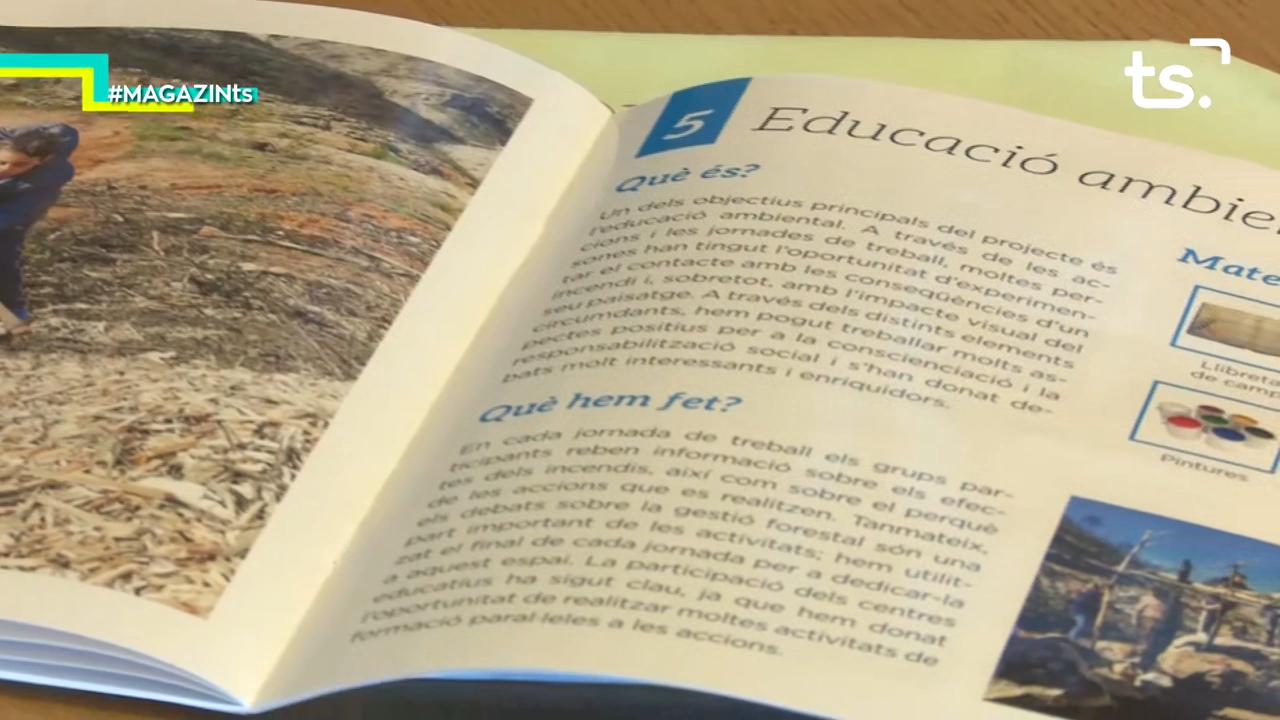 #MAGAZINts
ts.
5
Educació ambie
Què és?
Un dels objectius principals del projecte és
l'educació ambiental. A través de les ac-
cions i les jornades de treball, moltes per-
sones han tingut l'oportunitat d'experimen-
tar el contacte amb les conseqüències d'un
incendi i, sobretot, amb l'impacte visual del
seu paisatge. A través dels distints elements
circumdants, hem pogut treballar molts as-
pectes positius per a la conscienciació i la
responsabilització social i s'han donat de-
bats molt interessants i enriquidors.
Què hem fet?
En cada jornada de treball els grups par-
ticipants reben informació sobre els efec-
tes dels incendis, així com sobre el perquè
de les accions que es realitzen. Tanmateix,
els debats sobre la gestió forestal són una
part important de les activitats; hem utilit-
zat el final de cada jornada per a dedicar-la
a aquest espai. La participació dels centres
educatius ha sigut clau, ja que hem donat
l'oportunitat de realitzar moltes activitats de
formació paral·leles a les accions.
Mate
Llibreta
de camp
Pintures